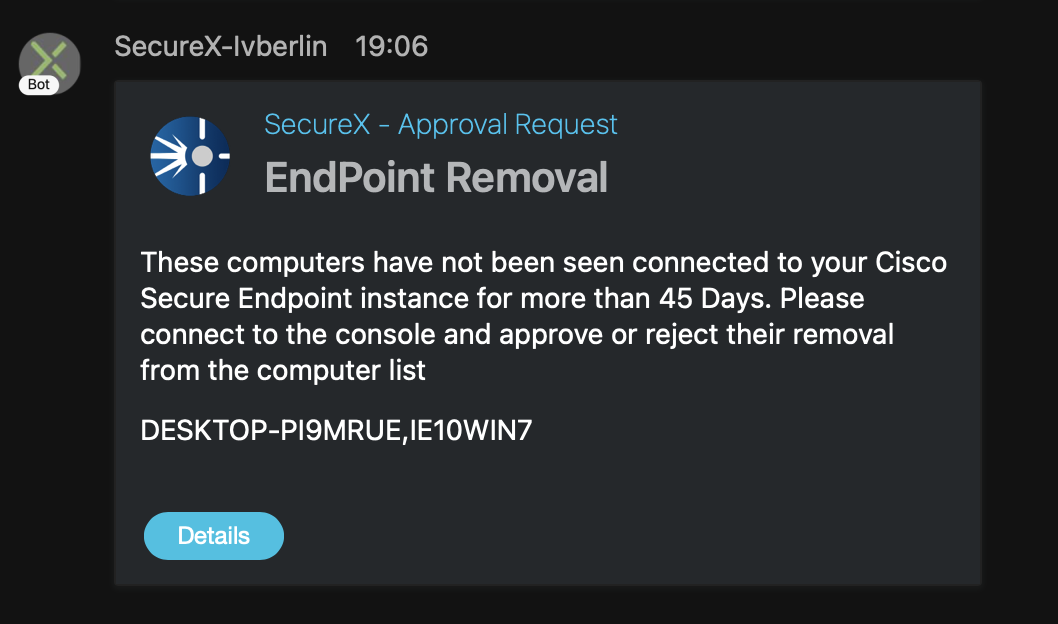 SecureX-lvberlin 19:06
Bot
SecureX - Approval Request
EndPoint Removal
These computers have not been seen connected to your Cisco
Secure Endpoint instance for more than 45 Days. Please
connect to the console and approve or reject their removal
from the computer list
DESKTOP-PI9MRUE,IE10WIN7
Details